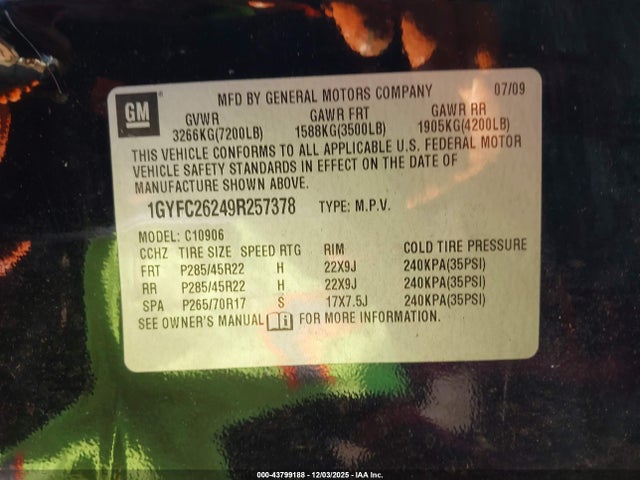 GM
MFD BY GENERAL MOTORS COMPANY 07/09
GVWR GAWR FRT GAWR RR
3266KG(7200LB) 1588KG(3500LB) 1905KG(4200LB)
THIS VEHICLE CONFORMS TO ALL APPLICABLE U.S. FEDERAL MOTOR
VEHICLE SAFETY STANDARDS IN EFFECT ON THE DATE OF
MANUFACTURE SHOWN ABOVE.
1GYFC26249R257378 TYPE: M.P.V.
MODEL: C10906
CCHZ TIRE SIZE SPEED RTG RIM COLD TIRE PRESSURE
FRT P285/45R22 H 22X9J 240KPA(35PSI)
RR P285/45R22 H 22X9J 240KPA(35PSI)
SPA P265/70R17 S 17X7.5J 240KPA(35PSI)
SEE OWNER'S MANUAL FOR MORE INFORMATION.
000-43799188 - 12/03/2025 - IAA Inc.